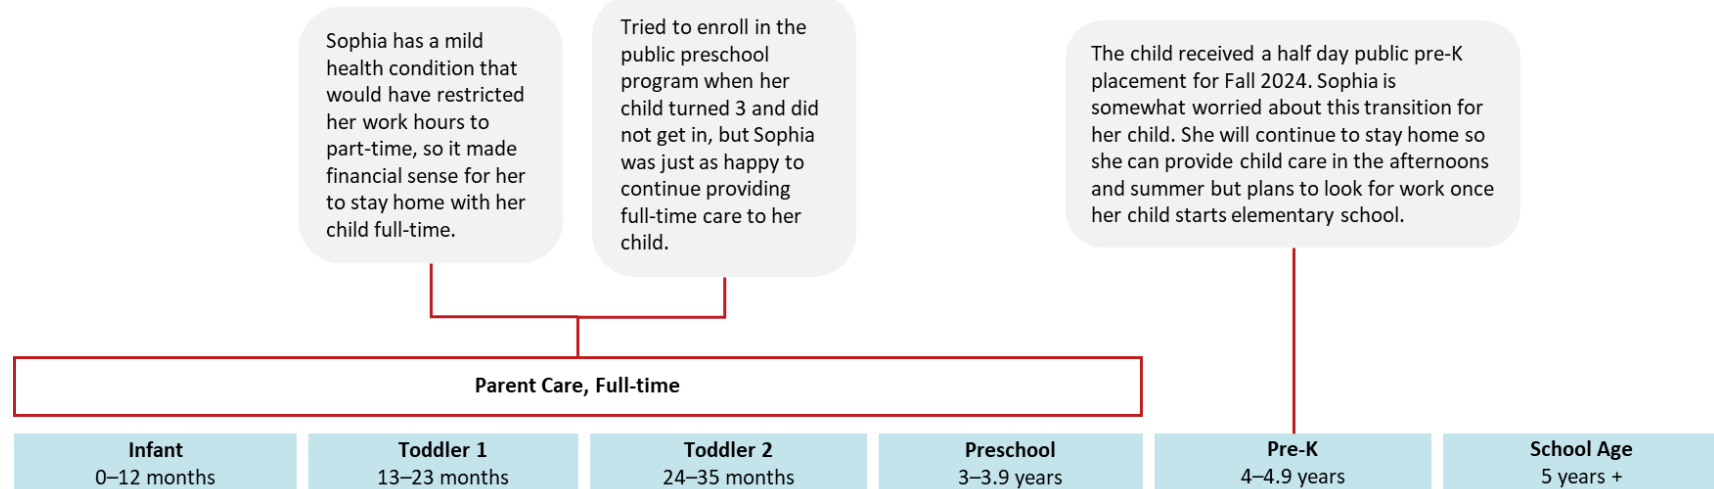 Sophia has a mild
health condition that
would have restricted
her work hours to
part-time, so it made
financial sense for her
to stay home with her
child full-time.
Tried to enroll in the
public preschool
program when her
child turned 3 and did
not get in, but Sophia
was just as happy to
continue providing
full-time care to her
child.
The child received a half day public pre-K
placement for Fall 2024. Sophia is
somewhat worried about this transition for
her child. She will continue to stay home so
she can provide child care in the afternoons
and summer but plans to look for work once
her child starts elementary school.
Parent Care, Full-time
Infant
0–12 months
Toddler 1
13–23 months
Toddler 2
24–35 months
Preschool
3–3.9 years
Pre-K
4–4.9 years
School Age
5 years +